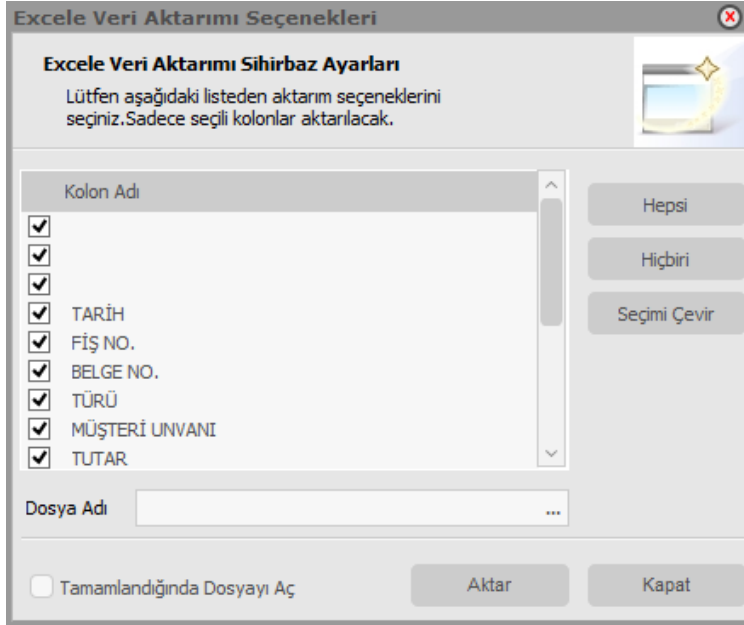 Excele Veri Aktarımı Seçenekleri
Excele Veri Aktarımı Sihirbaz Ayarları
Lütfen aşağıdaki listeden aktarım seçeneklerini
seçiniz.Sadece seçili kolonlar aktarılacak.
Kolon Adı
TARİH
FİŞ NO.
BELGE NO.
TÜRÜ
MÜŞTERİ UNVANI
TUTAR
Hepsi
Hiçbiri
Seçimi Çevir
Dosya Adı
...
Tamamlandığında Dosyayı Aç
Aktar
Kapat